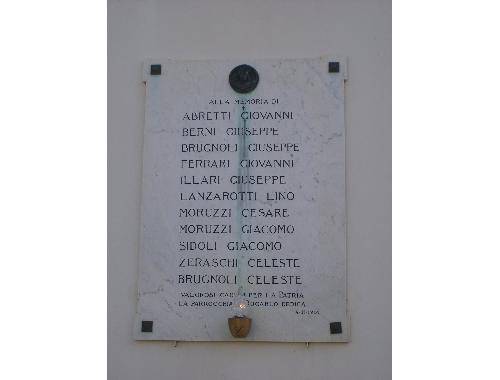 ALLA MEMORIA DI
ABRETTI GIOVANNI
BERNI GIUSEPPE
BRUGNOLI GIUSEPPE
FERRARI GIOVANNI
ILLARI GIUSEPPE
LANZAROTTI LINO
MORUZZI CESARE
MORUZZI GIACOMO
SIDOLI GIACOMO
ZERASCHI CELESTE
BRUGNOLI CELESTE
VALOROSI PER LA PATRIA
LA PARROCCHIA DEDICA